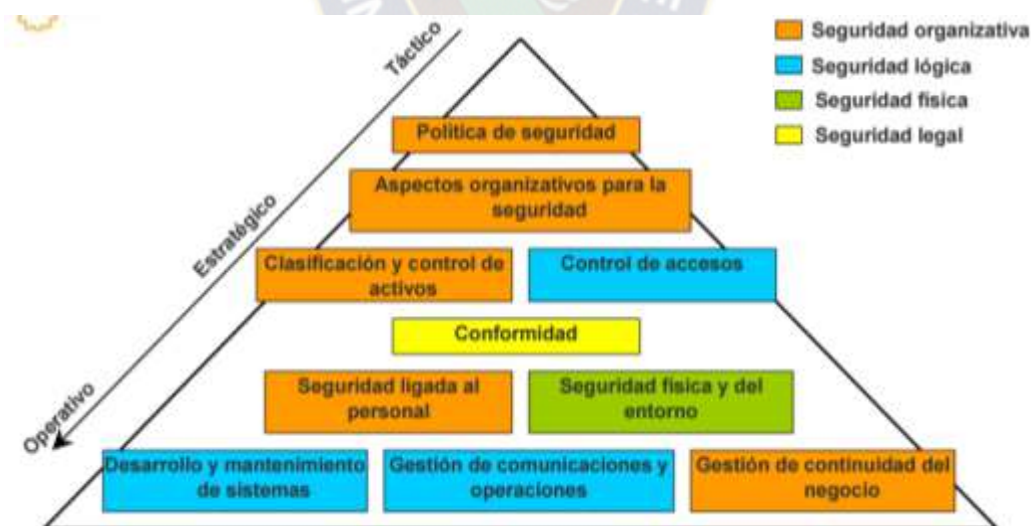 Táctico
Estratégico
Operativo
Seguridad organizativa
Seguridad lógica
Seguridad física
Seguridad legal
Política de seguridad
Aspectos organizativos para la
seguridad
Clasificación y control de
activos
Control de accesos
Conformidad
Seguridad ligada al
personal
Seguridad física y del
entorno
Desarrollo y mantenimiento
de sistemas
Gestión de comunicaciones y
operaciones
Gestión de continuidad del
negocio